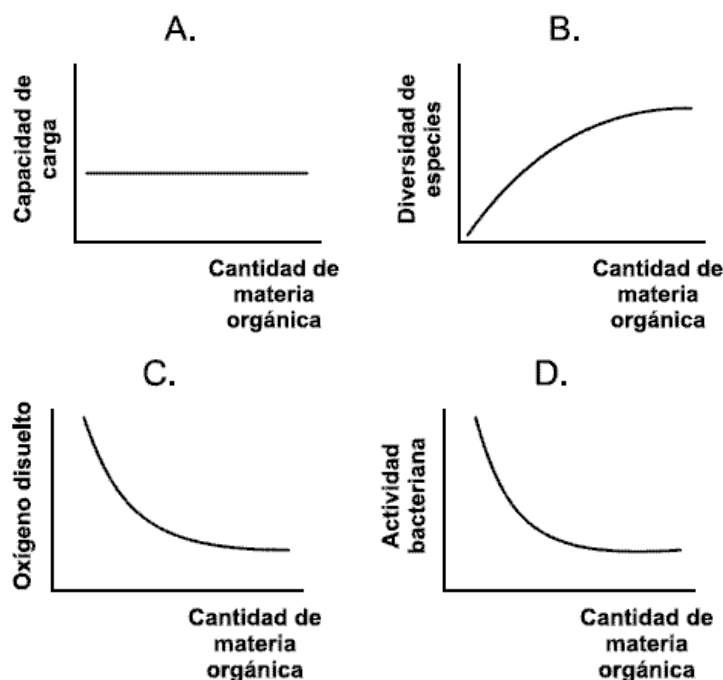 A.
Capacidad de
carga
Cantidad de
materia
orgánica
B.
Diversidad de
especies
Cantidad de
materia
orgánica
C.
Oxígeno disuelto
Cantidad de
materia
orgánica
D.
Actividad
bacteriana
Cantidad de
materia
orgánica